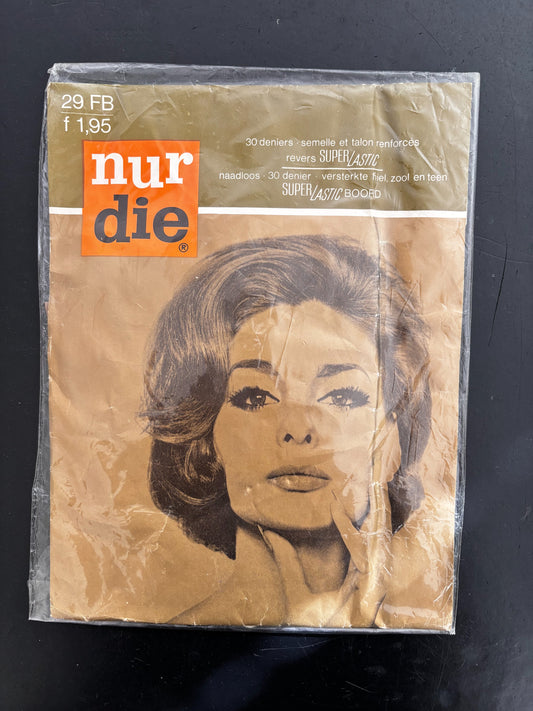 29 FB
f 1,95
nur
die
®
30 deniers · semelle et talon renforcés
revers SUPERLASTIC
naadloos · 30 denier · versterkte hiel, zool en teen
SUPERLASTIC BOORD